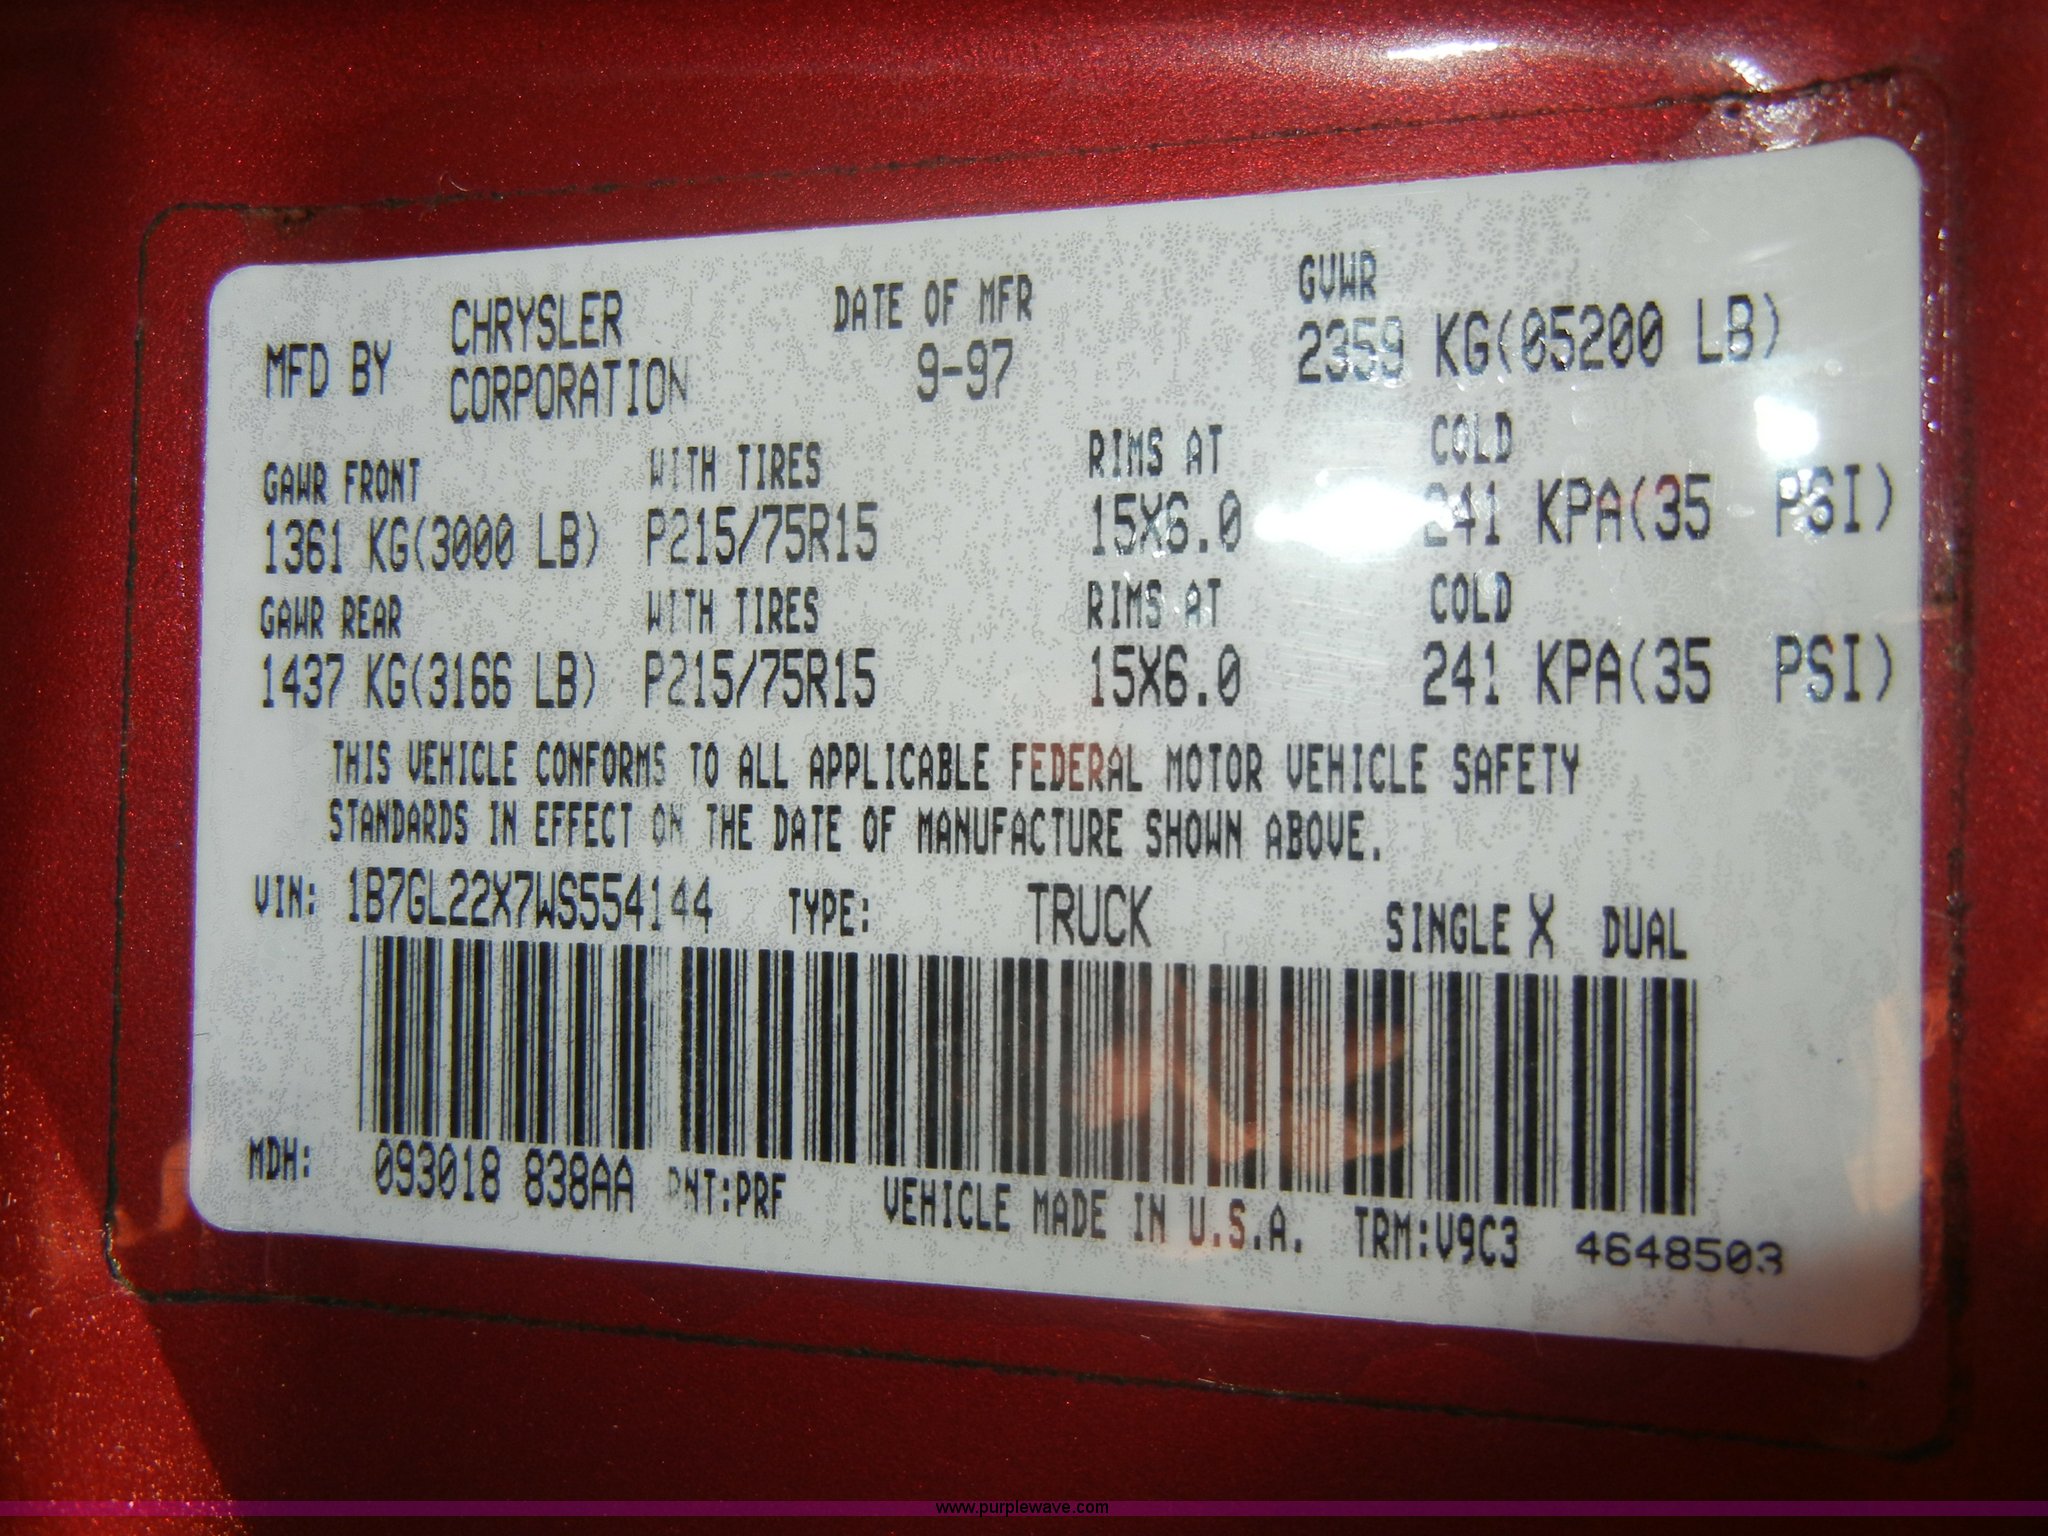 MFD BY CHRYSLER CORPORATION DATE OF MFR 9-97 GVWR 2359 KG(05200 LB)
GAWR FRONT WITH TIRES RIMS AT COLD
1361 KG(3000 LB) P215/75R15 15X6.0 241 KPA(35 PSI)
GAWR REAR WITH TIRES RIMS AT COLD
1437 KG(3166 LB) P215/75R15 15X6.0 241 KPA(35 PSI)
THIS VEHICLE CONFORMS TO ALL APPLICABLE FEDERAL MOTOR VEHICLE SAFETY
STANDARDS IN EFFECT ON THE DATE OF MANUFACTURE SHOWN ABOVE.
VIN: 1B7GL22X7WS554144 TYPE: TRUCK SINGLE X DUAL
MDH: 093018 838AA PNT:PRF VEHICLE MADE IN U.S.A. TRM:V9C3 4648503
www.purplewave.com